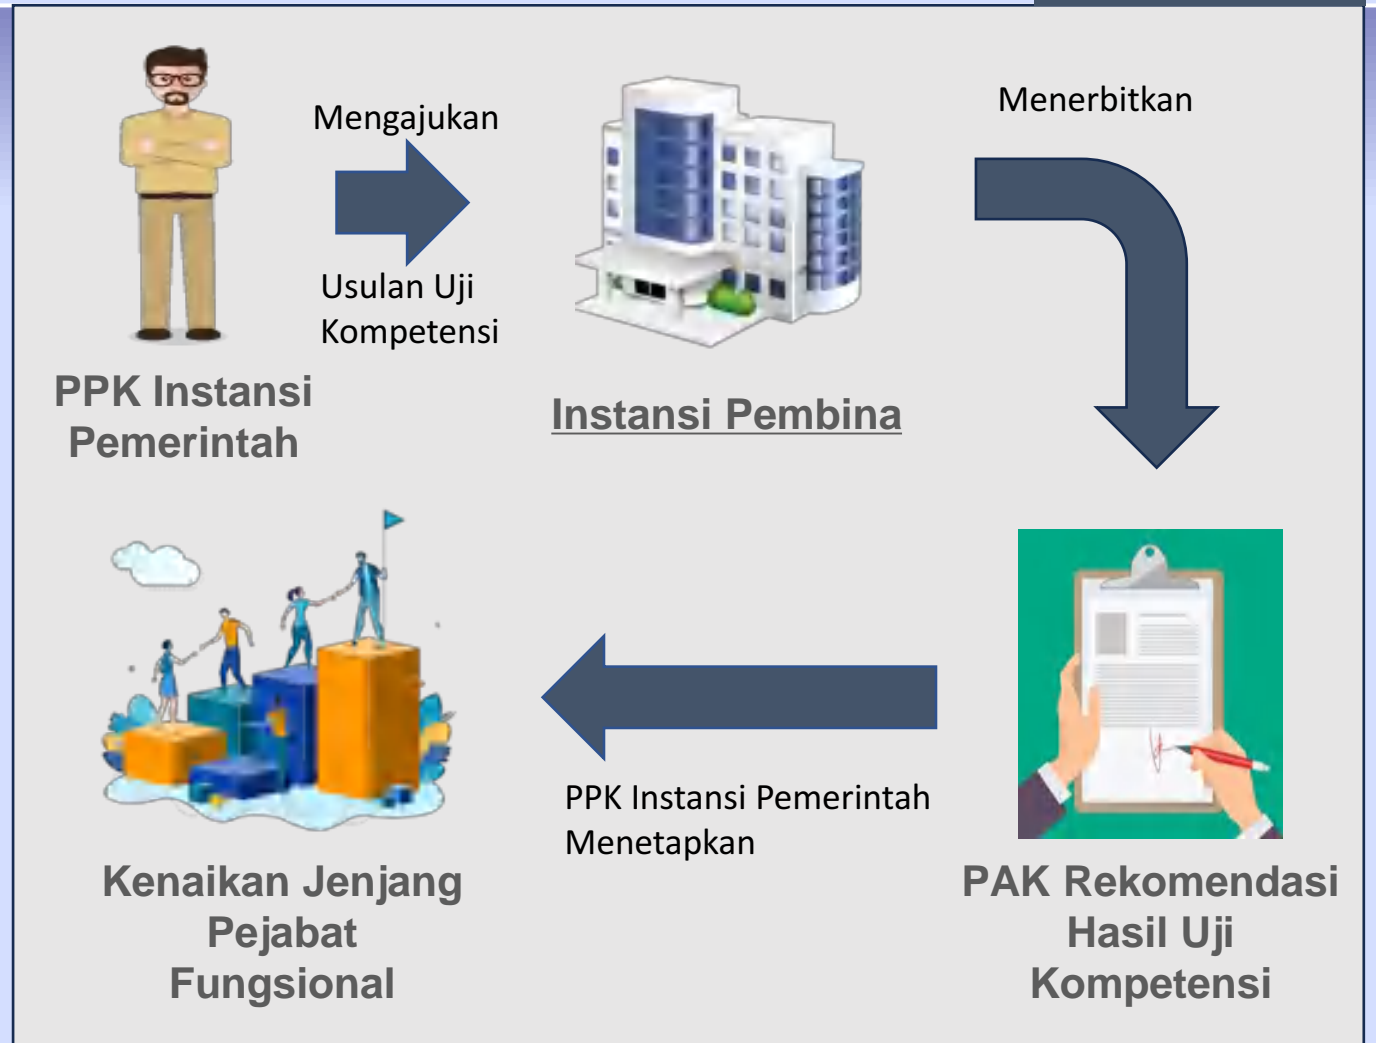 Mengajukan
Usulan Uji
Kompetensi
PPK Instansi
Pemerintah
Instansi Pembina
Menerbitkan
PAK Rekomendasi
Hasil Uji
Kompetensi
PPK Instansi Pemerintah
Menetapkan
Kenaikan Jenjang
Pejabat
Fungsional